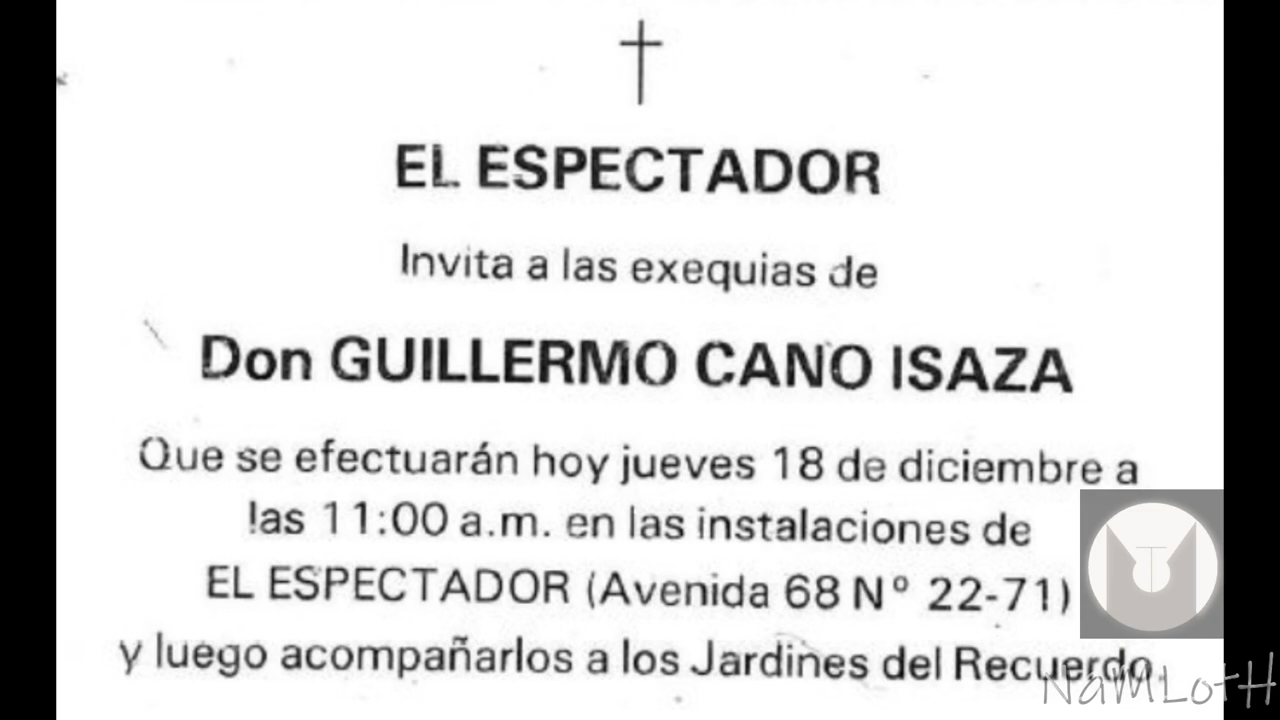 EL ESPECTADOR
Invita a las exequias de
Don GUILLERMO CANO ISAZA
Que se efectuarán hoy jueves 18 de diciembre a
las 11:00 a.m. en las instalaciones de
EL ESPECTADOR (Avenida 68 Nº 22-71)
y luego acompañarlos a los Jardines del Recuerdo.
NaMLotH